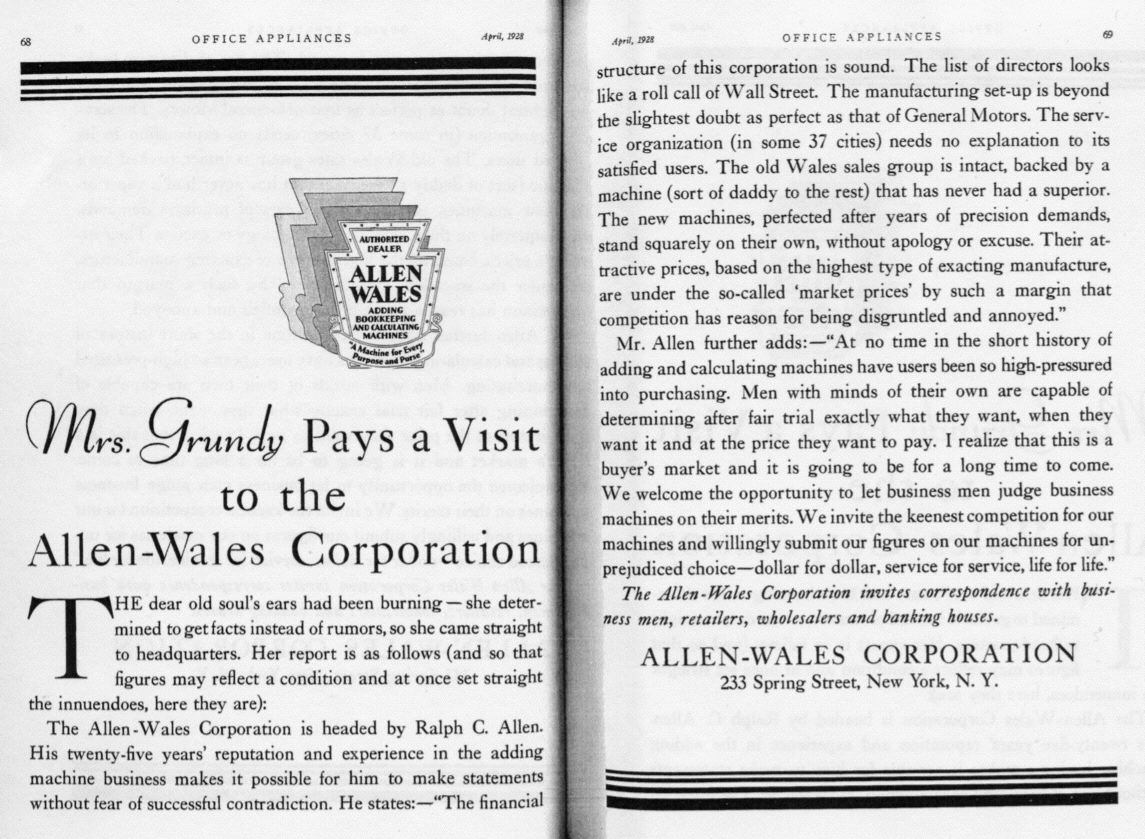 68
OFFICE APPLIANCES
April, 1928
AUTHORIZED
DEALER
ALLEN
WALES
ADDING
BOOKKEEPING
AND CALCULATING
MACHINES
"A Machine for Every
Purpose and Purse"
Mrs. Grundy Pays a Visit
to the
Allen-Wales Corporation
THE dear old soul's ears had been burning—she deter-
mined to get facts instead of rumors, so she came straight
to headquarters. Her report is as follows (and so that
figures may reflect a condition and at once set straight
the innuendoes, here they are):
The Allen-Wales Corporation is headed by Ralph C. Allen.
His twenty-five years' reputation and experience in the adding
machine business makes it possible for him to make statements
without fear of successful contradiction. He states:—"The financial
April, 1928
OFFICE APPLIANCES
69
structure of this corporation is sound. The list of directors looks
like a roll call of Wall Street. The manufacturing set-up is beyond
the slightest doubt as perfect as that of General Motors. The serv-
ice organization (in some 37 cities) needs no explanation to its
satisfied users. The old Wales sales group is intact, backed by a
machine (sort of daddy to the rest) that has never had a superior.
The new machines, perfected after years of precision demands,
stand squarely on their own, without apology or excuse. Their at-
tractive prices, based on the highest type of exacting manufacture,
are under the so-called 'market prices' by such a margin that
competition has reason for being disgruntled and annoyed."
Mr. Allen further adds:—"At no time in the short history of
adding and calculating machines have users been so high-pressured
into purchasing. Men with minds of their own are capable of
determining after fair trial exactly what they want, when they
want it and at the price they want to pay. I realize that this is a
buyer's market and it is going to be for a long time to come.
We welcome the opportunity to let business men judge business
machines on their merits. We invite the keenest competition for our
machines and willingly submit our figures on our machines for un-
prejudiced choice—dollar for dollar, service for service, life for life."
The Allen-Wales Corporation invites correspondence with busi-
ness men, retailers, wholesalers and banking houses.
ALLEN-WALES CORPORATION
233 Spring Street, New York, N. Y.